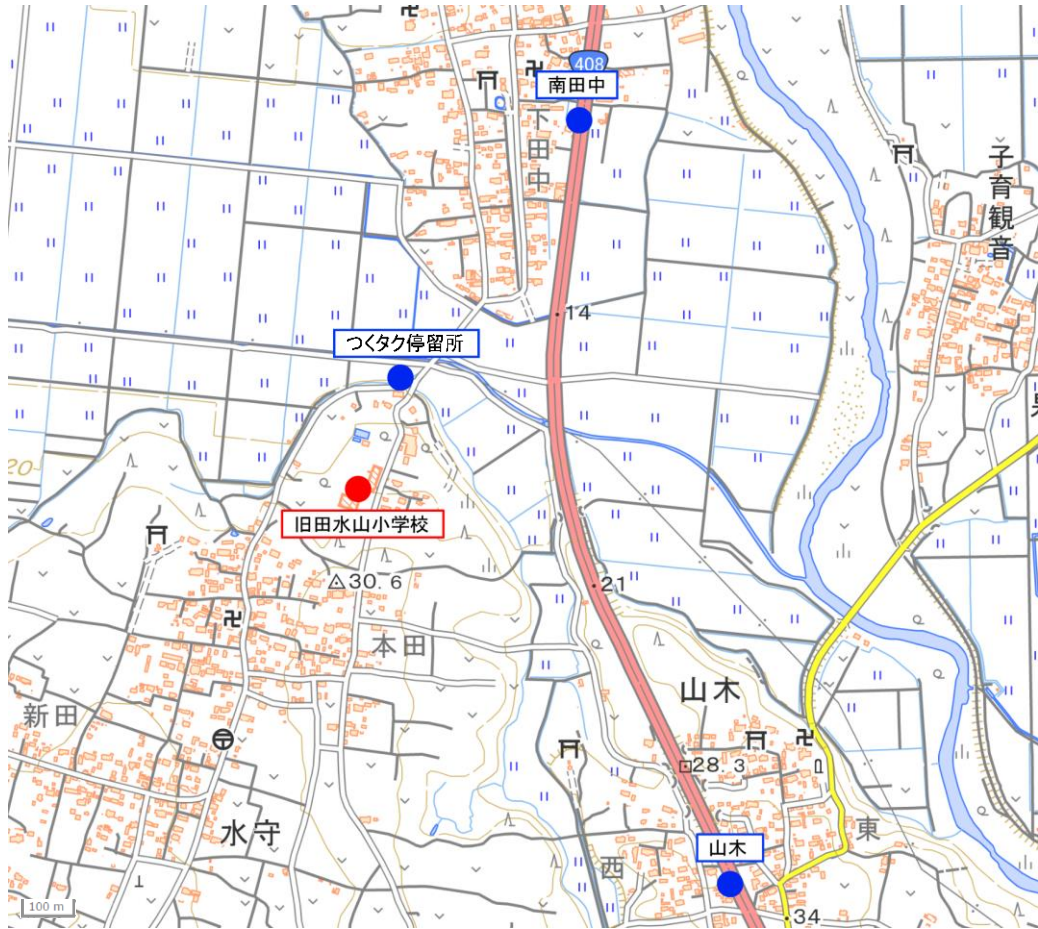 408
南田中
下田中
子育観音
14
つくタク停留所
20
旧田水山小学校
30.6
21
本田
山木
新田
28.3
水守
山木
東
西
100 m
34